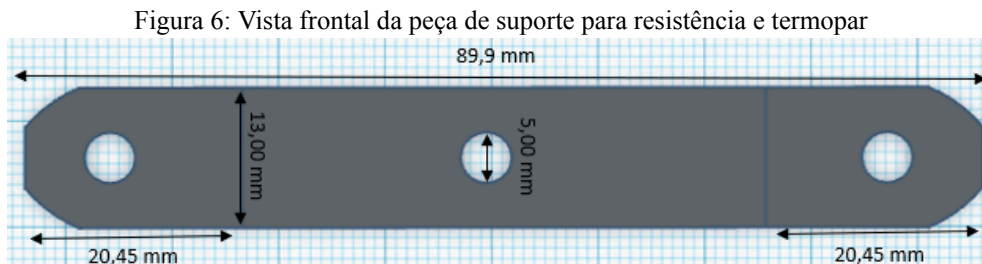 Figura 6: Vista frontal da peça de suporte para resistência e termopar
89,9 mm
13,00 mm
5,00 mm
20,45 mm
20,45 mm